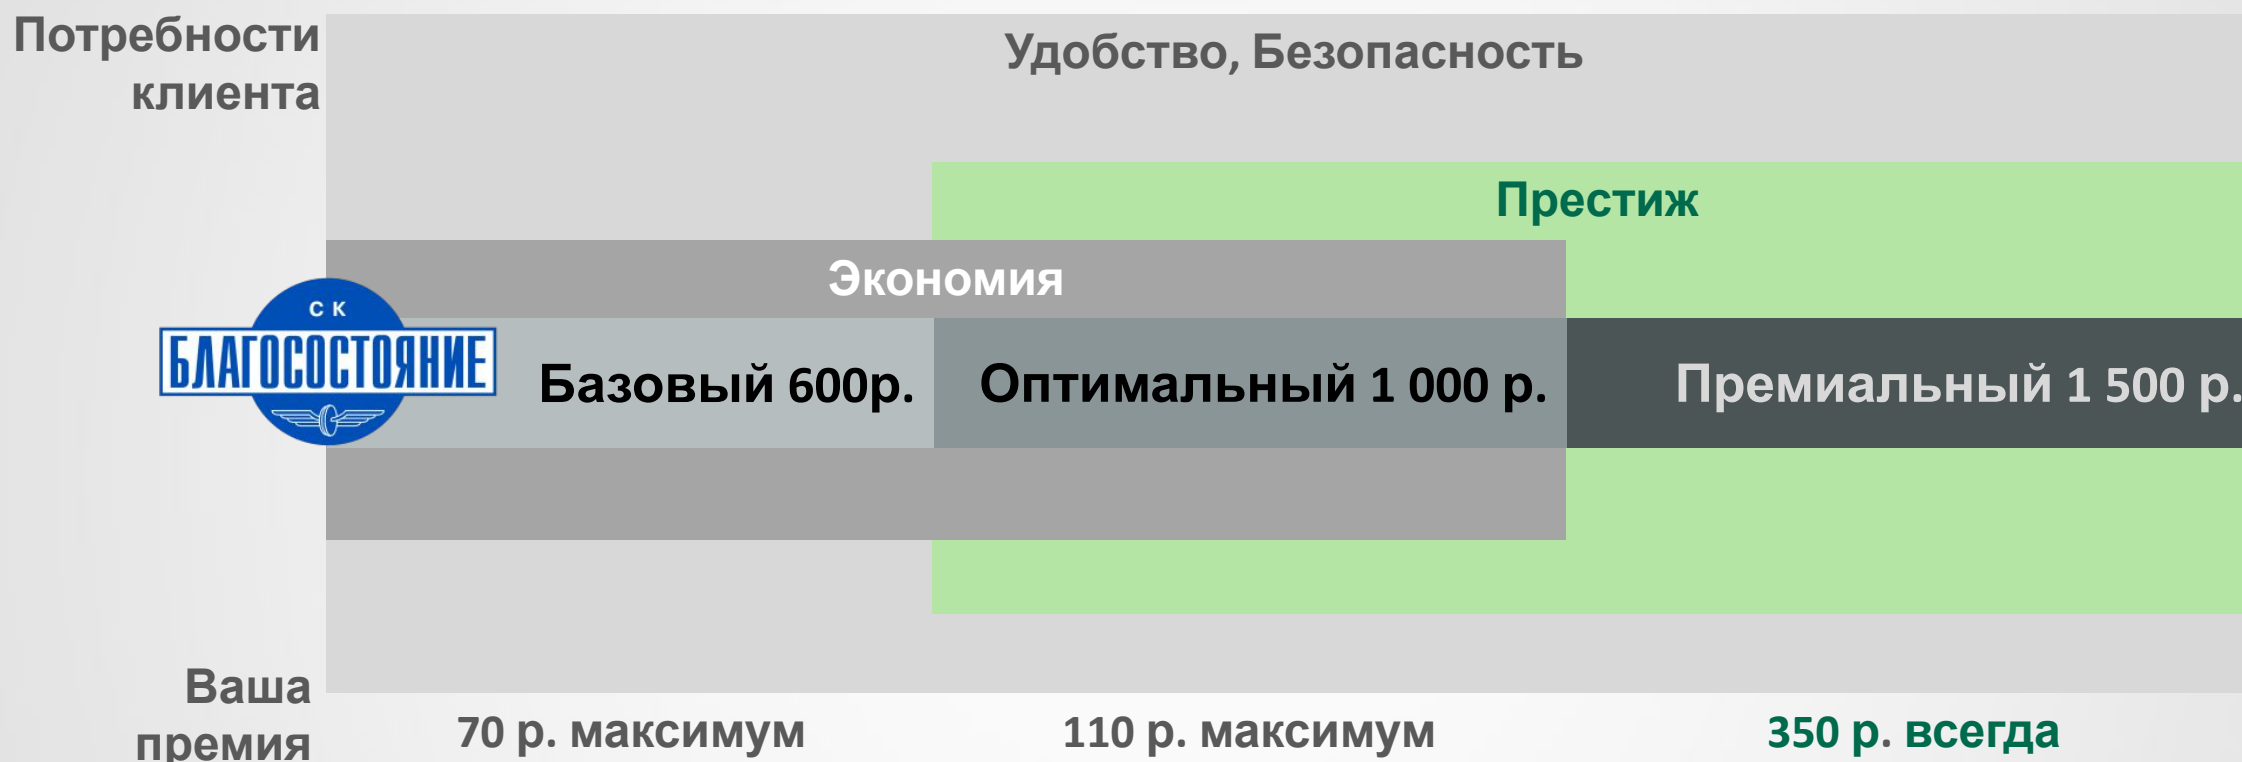 Потребности
клиента
Удобство, Безопасность
Престиж
Экономия
СК
БЛАГОСОСТОЯНИЕ
Базовый 600р.
Оптимальный 1 000 р.
Премиальный 1 500 р.
Ваша
премия
70 р. максимум
110 р. максимум
350 р. всегда